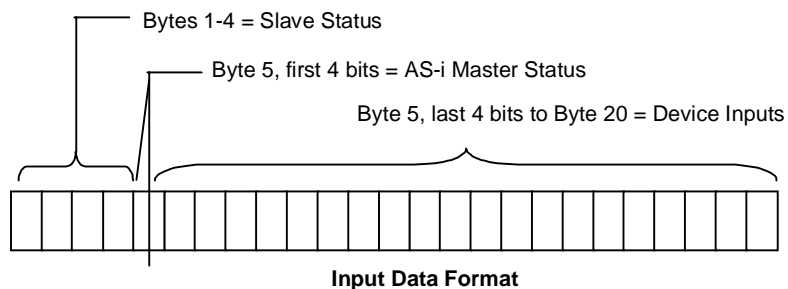 Bytes 1-4 = Slave Status
Byte 5, first 4 bits = AS-i Master Status
Byte 5, last 4 bits to Byte 20 = Device Inputs
Input Data Format